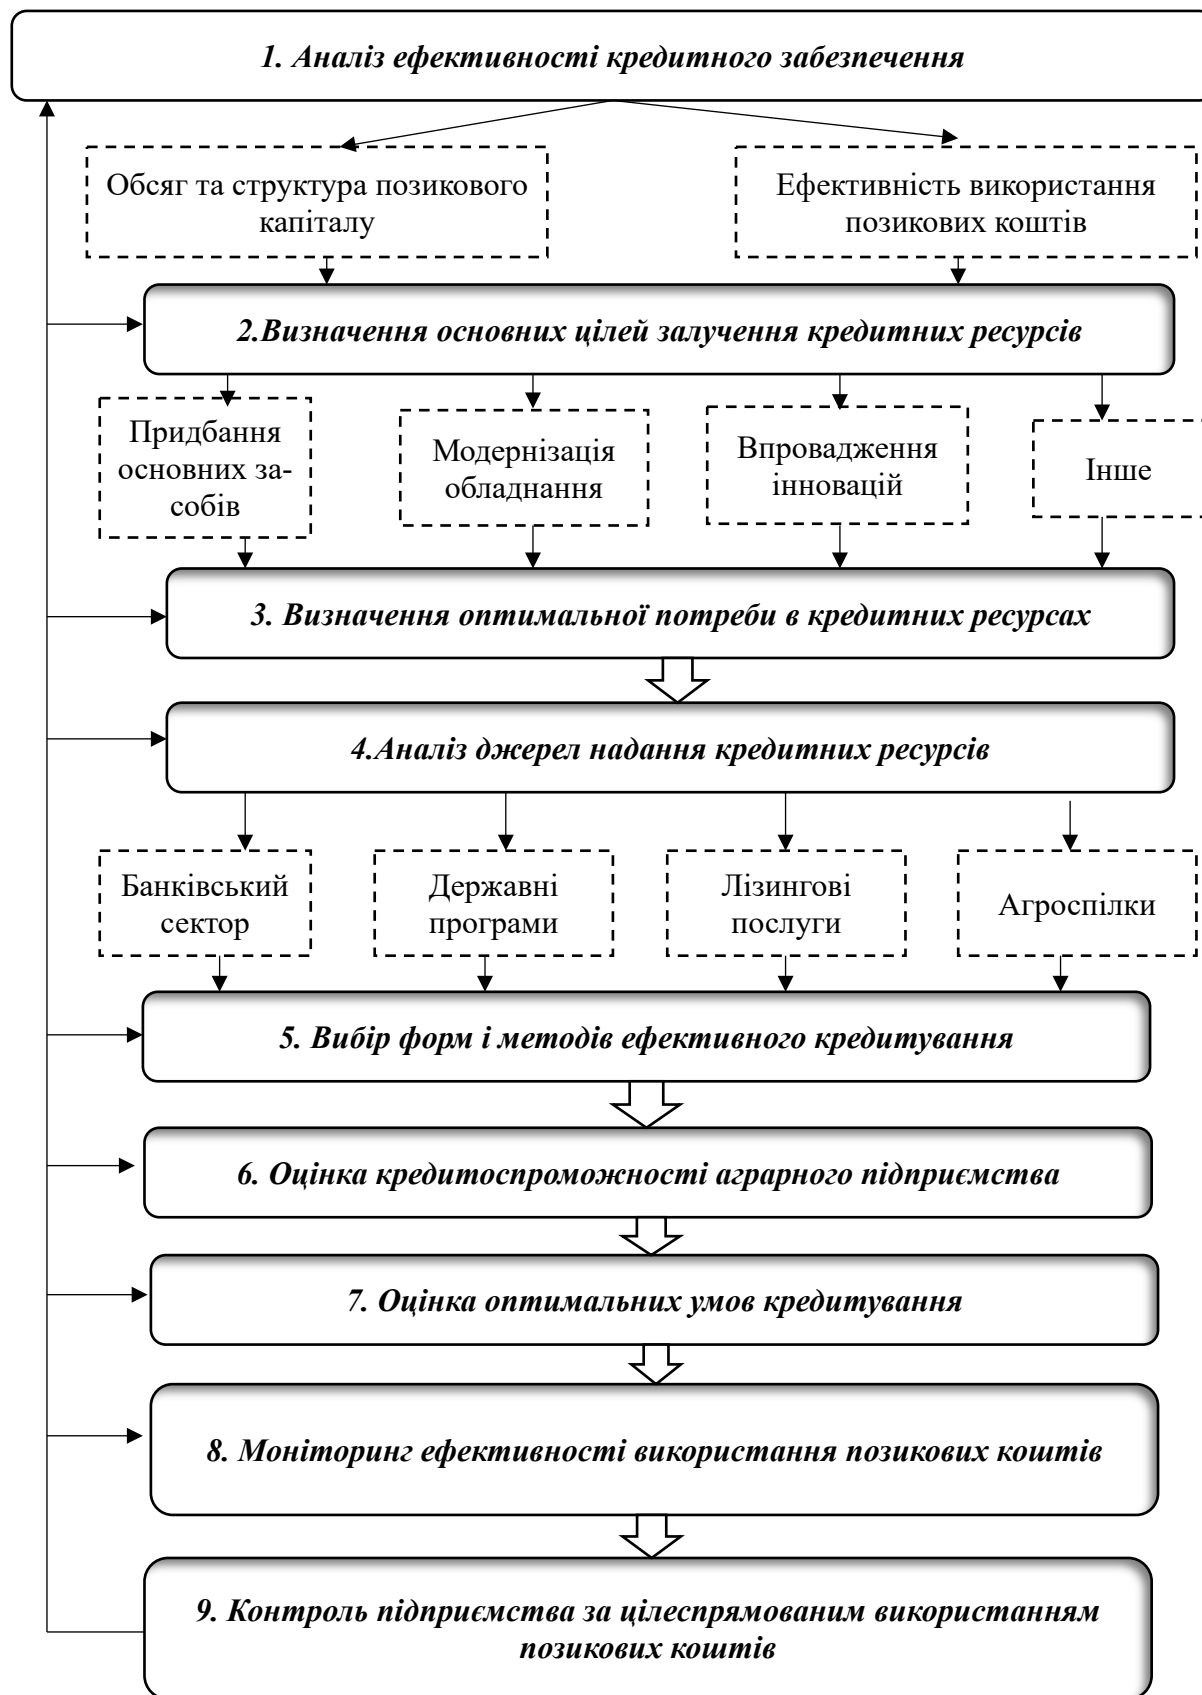 1. Аналіз ефективності кредитного забезпечення
Обсяг та структура позикового
капіталу
Ефективність використання
позикових коштів
2.Визначення основних цілей залучення кредитних ресурсів
Придбання
основних за-
собів
Модернізація
обладнання
Впровадження
інновацій
Інше
3. Визначення оптимальної потреби в кредитних ресурсах
4.Аналіз джерел надання кредитних ресурсів
Банківський
сектор
Державні
програми
Лізингові
послуги
Агроспілки
5. Вибір форм і методів ефективного кредитування
6. Оцінка кредитоспроможності аграрного підприємства
7. Оцінка оптимальних умов кредитування
8. Моніторинг ефективності використання позикових коштів
9. Контроль підприємства за цілеспрямованим використанням
позикових коштів